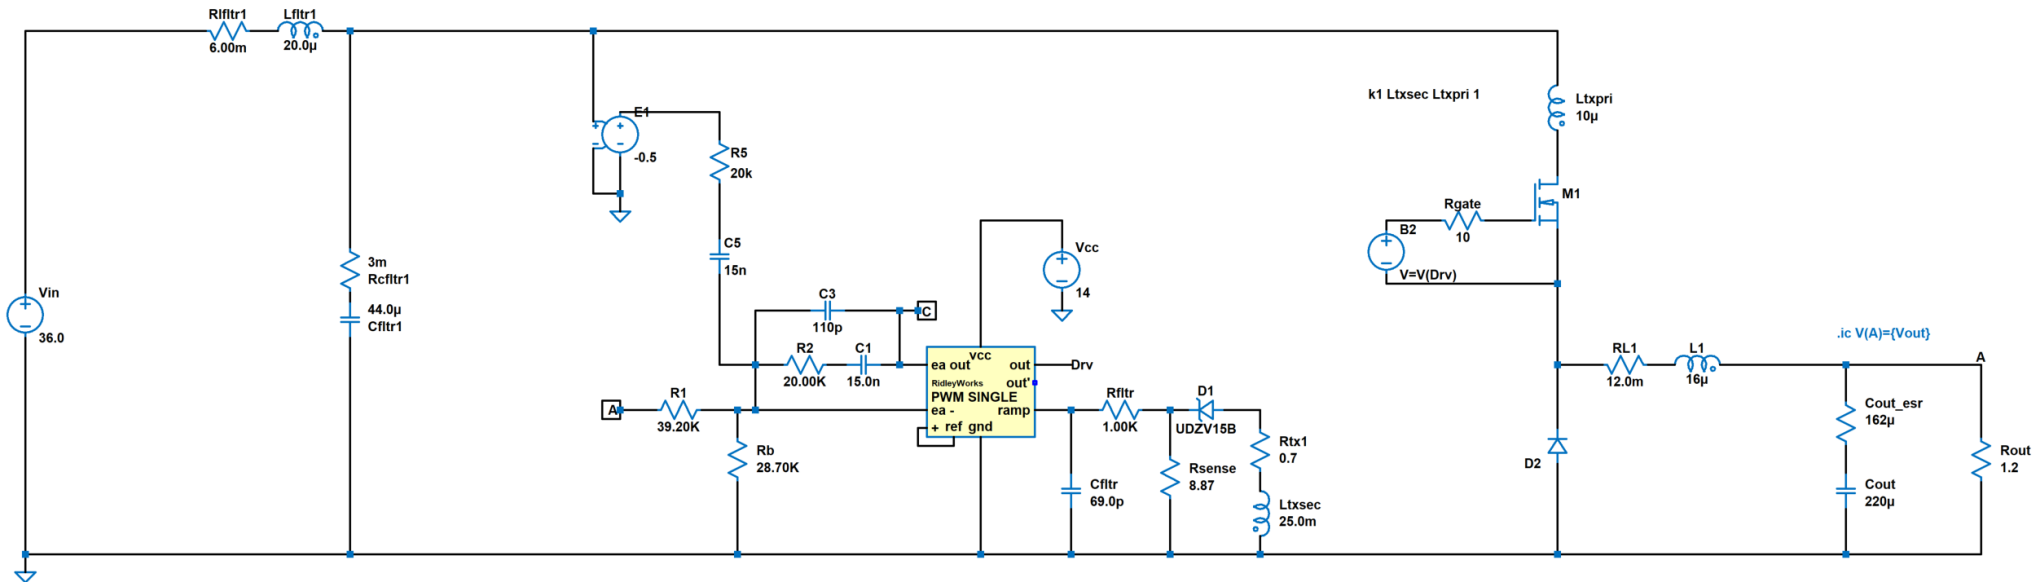 Rlfltr1
6.00m
Lfltr1
20.0µ
k1 Ltxsec Ltxpri 1
Ltxpri
10µ
E1
-0.5
R5
20k
M1
Rgate
10
B2
V=V(Drv)
C5
15n
Vcc
14
3m
Rcfltr1
44.0µ
Cfltr1
Vin
36.0
C3
110p
C
R2
20.00K
C1
15.0n
vcc
ea out
out
Drv
RidleyWorks
out'
PWM SINGLE
ea -
ramp
+ ref gnd
A
R1
39.20K
Rb
28.70K
Rfltr
1.00K
D1
UDZV15B
Rtx1
0.7
Rsense
8.87
Cfltr
69.0p
Ltxsec
25.0m
.ic V(A)={Vout}
RL1
12.0m
L1
16µ
A
D2
Cout_esr
162µ
Cout
220µ
Rout
1.2